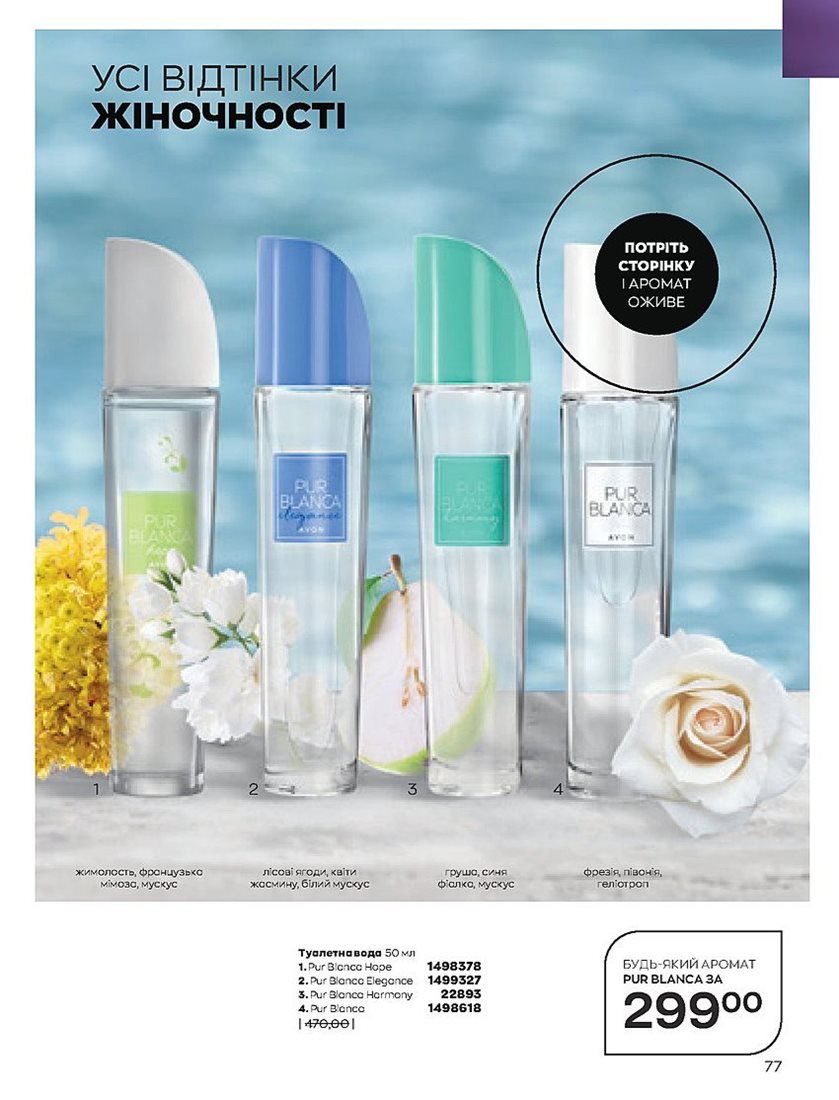 УСІ ВІДТІНКИ
ЖІНОЧНОСТІ
ПОТРІТЬ
СТОРІНКУ
І АРОМАТ
ОЖИВЕ
PUR
BLANCA
AVON
PUR
BLANCA
elegance
AVON
PUR
BLANCA
harmony
PUR
BLANCA
AVON
1
2
3
4
жимолость, французька
мімоза, мускус
лісові ягоди, квіти
жасмину, білий мускус
груша, синя
фіалка, мускус
фрезія, півонія,
геліотроп
Туалетна вода 50 мл
1. Pur Blanca Hope 1498378
2. Pur Blanca Elegance 1499327
3. Pur Blanca Harmony 22893
4. Pur Blanca 1498618
| 470,00 |
БУДЬ-ЯКИЙ АРОМАТ
PUR BLANCA ЗА
299⁰⁰
77